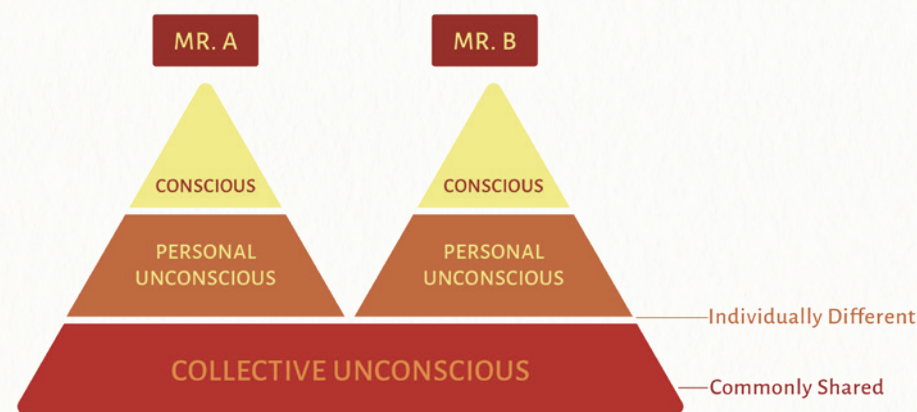 MR. A
MR. B
CONSCIOUS
CONSCIOUS
PERSONAL
UNCONSCIOUS
PERSONAL
UNCONSCIOUS
Individually Different
COLLECTIVE UNCONSCIOUS
Commonly Shared